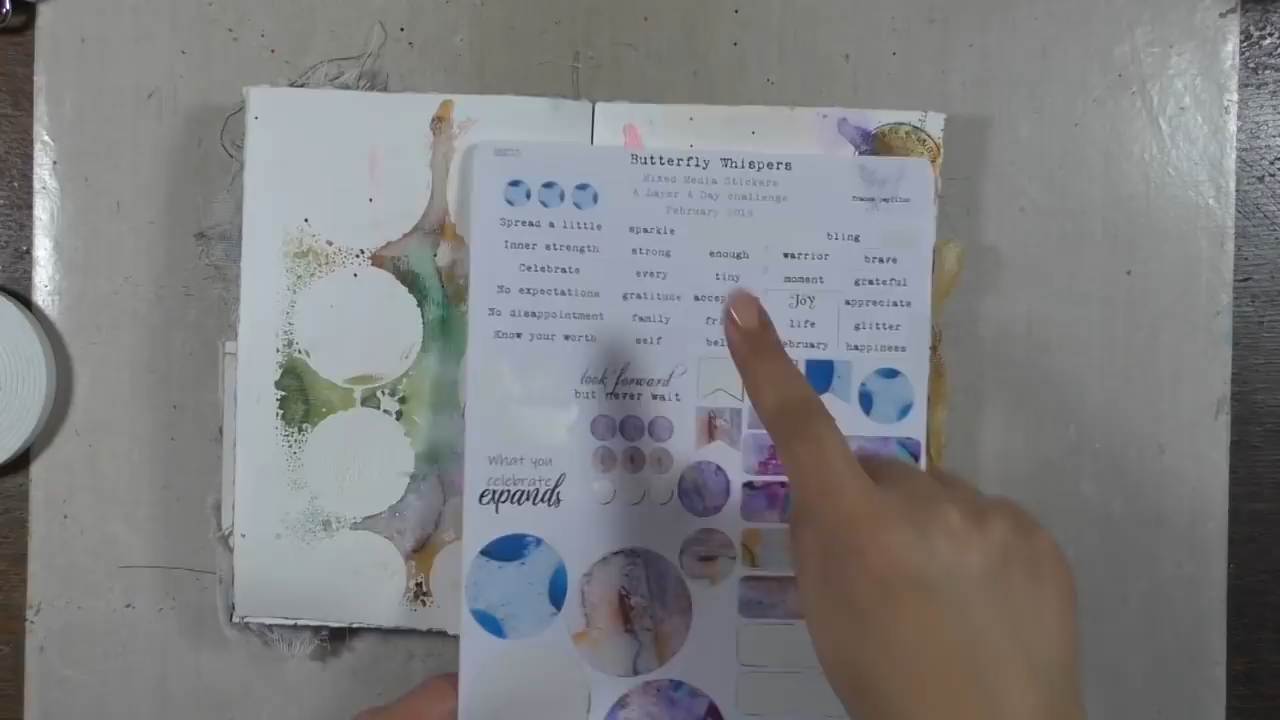 Butterfly Whispers
Mixed Media Stickers
A Layer A Day challenge
February 2018
Spread a little sparkle bling
Inner strength strong enough warrior brave
Celebrate every tiny moment grateful
No expectations gratitude Joy appreciate
No disappointment family life glitter
Know your worth self happiness
look forward
but never wait
What you
celebrate
expands